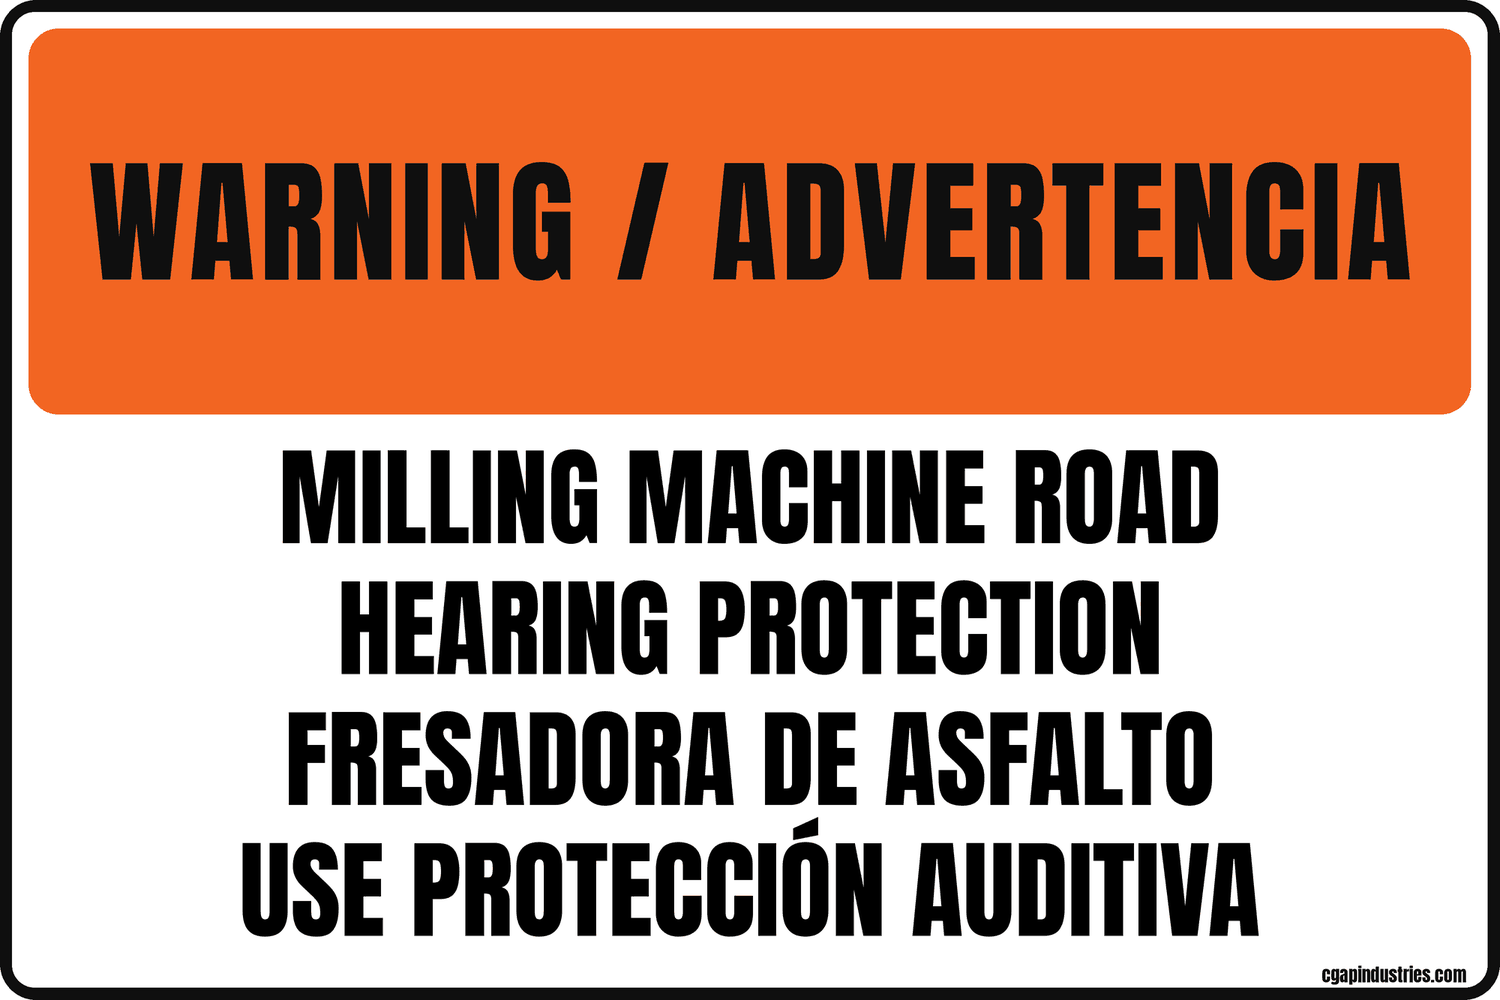 WARNING / ADVERTENCIA
MILLING MACHINE ROAD
HEARING PROTECTION
FRESADORA DE ASFALTO
USE PROTECCIÓN AUDITIVA
cgapindustries.com